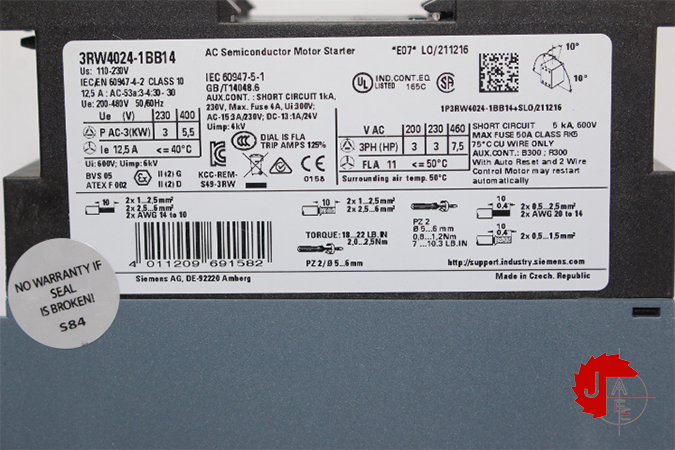 3RW4024-1BB14
Us: 110-230V
IEC/EN 60947-4-2 CLASS 10
12,5 A : AC-53a:3-4:30 - 30
Ue: 200-480V 50/60Hz
Ue (V) 230 400
P AC-3(KW) 3 5,5
Ie 12,5 A <=40°C
Ui: 600V; Uimp: 6kV
BVS 05
ATEX F 002
II (2) G
II (2) D
AC Semiconductor Motor Starter
IEC 60947-5-1
GB/T14048.6
AUX.CONT. : SHORT CIRCUIT 1kA,
230V, Max. Fuse 4A, Ui:300V;
AC-15:3A/230V; DC-13:1A/24V
Uimp: 4kV
CCC
DIAL IS FLA
TRIP AMPS 125%
KCC-REM-
S49-3RW
EAC
CE
0158
"E07" LO/211216
10°
10°
UL
LISTED
IND.CONT.EQ
165C
SA
1P3RW4024-1BB14+SLO/211216
V AC 200 230 460
3PH (HP) 3 3 7,5
FLA 11 <=50°C
Surrounding air temp. 50°C
SHORT CIRCUIT 5 kA, 600V
MAX FUSE 50A CLASS RK5
75°C CU WIRE ONLY
AUX.CONT.: B300 ; R300
With Auto Reset and 2 Wire
Control Motor may restart
automatically
10
2x 1...2,5mm²
2x 2,5...6mm²
2x AWG 14 to 10
10
2x 1...2,5mm²
2x 2,5...6mm²
TORQUE: 18...22 LB.IN
2,0...2,5Nm
PZ 2 / Ø 5...6mm
PZ 2
Ø 5...6mm
0,8...1,2Nm
7 ...10.3 LB.IN
10
0,4"
2x 0,5...2,5mm²
2x AWG 20 to 14
10
0,4"
2x 0,5...1,5mm²
4 011209 691582
Siemens AG, DE-92220 Amberg
http://support.industry.siemens.com
Made in Czech. Republic
NO WARRANTY IF
SEAL
IS BROKEN!
S84